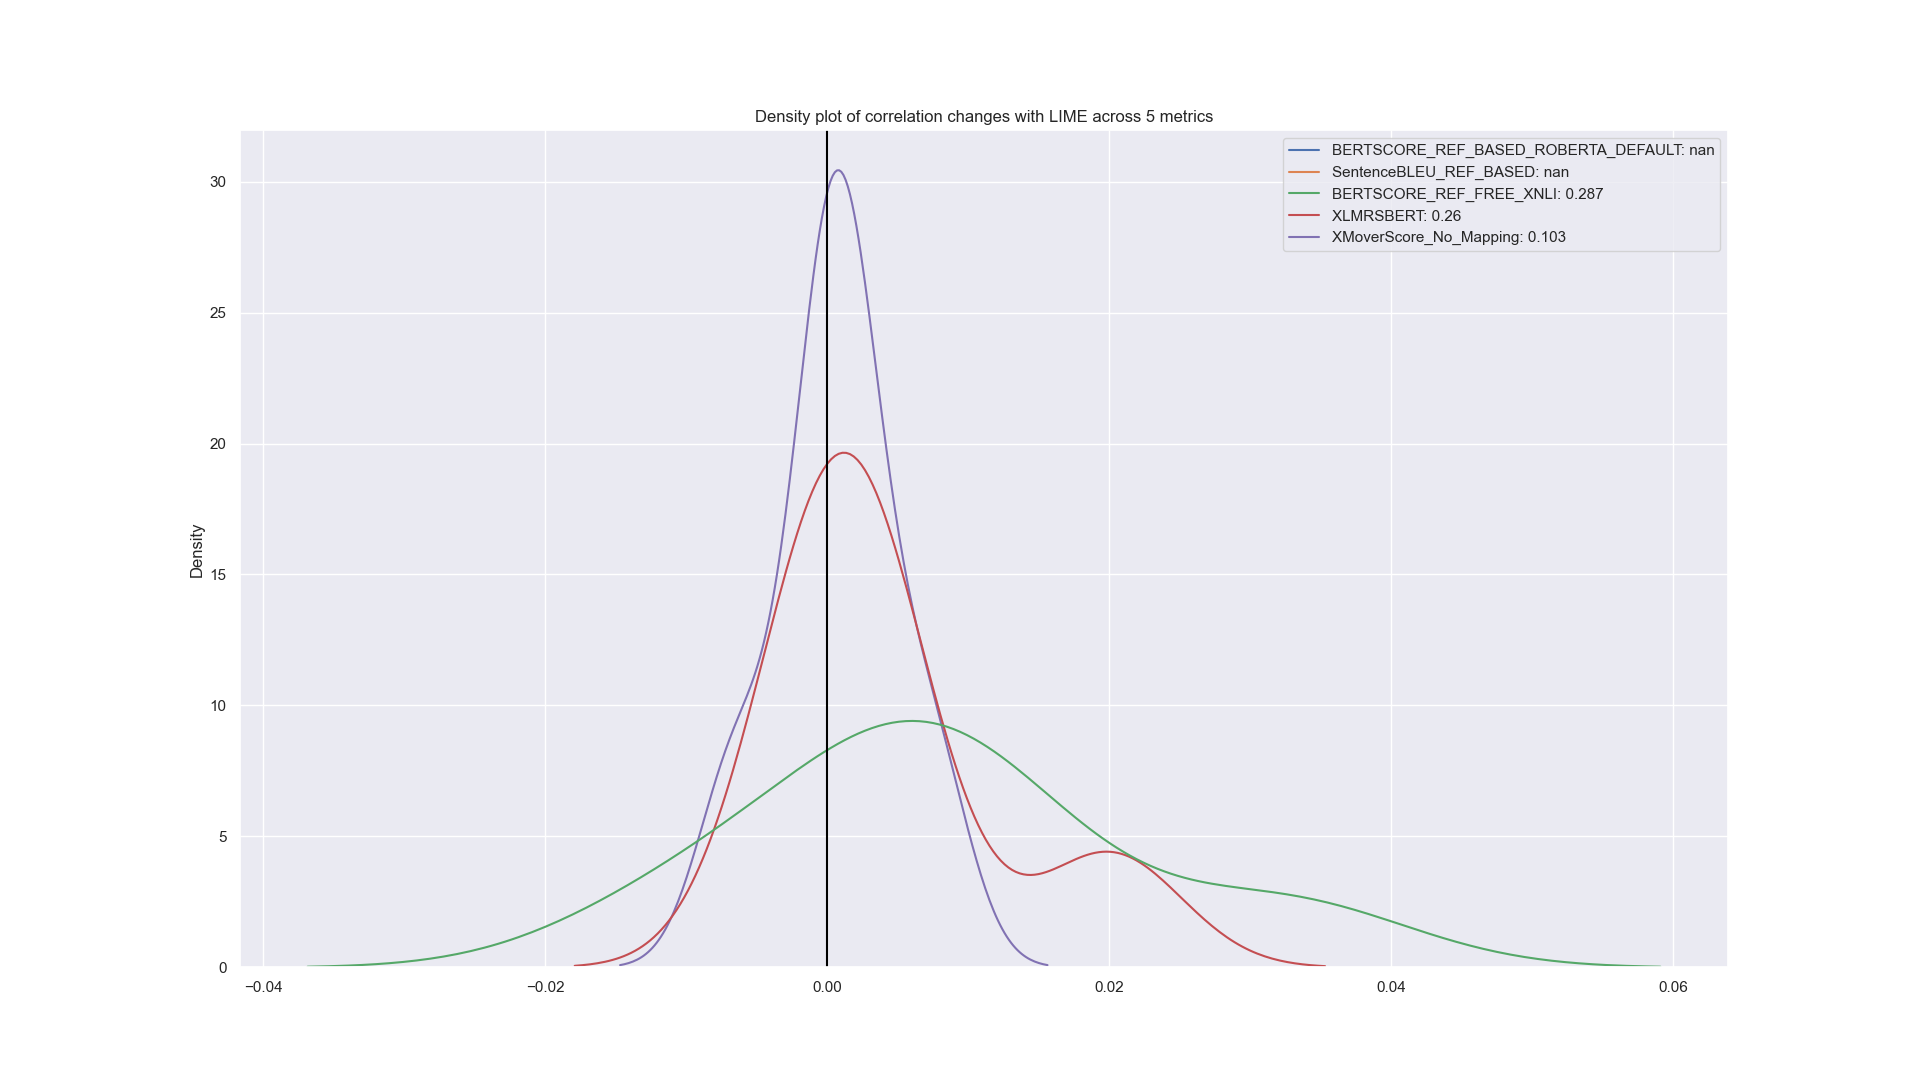 Density plot of correlation changes with LIME across 5 metrics
BERTSCORE_REF_BASED_ROBERTA_DEFAULT: nan
SentenceBLEU_REF_BASED: nan
BERTSCORE_REF_FREE_XNLI: 0.287
XLMRSBERT: 0.26
XMoverScore_No_Mapping: 0.103
30
25
20
15
10
5
0
Density
−0.04
−0.02
0.00
0.02
0.04
0.06